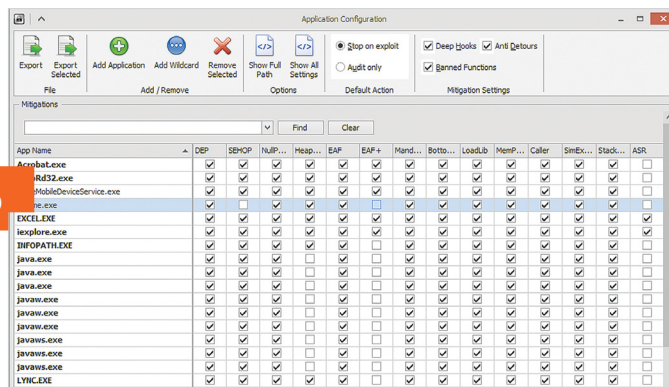 Application Configuration
Export
Export Selected
Add Application
Add Wildcard
Remove Selected
Show Full Path
Show All Settings
Stop on exploit
Audit only
Deep Hooks
Anti Detours
Banned Functions
File
Add / Remove
Options
Default Action
Mitigation Settings
Mitigations
Find
Clear
App Name DEP SEHOP NullP... Heap... EAF EAF+ Mand... Botto... LoadLib MemP... Caller SimEx... Stack... ASR
Acrobat.exe
Rd32.exe
MobileDeviceService.exe
me.exe
EXCEL.EXE
iexplore.exe
INFOPATH.EXE
java.exe
java.exe
java.exe
javaw.exe
javaw.exe
javaw.exe
javaws.exe
javaws.exe
javaws.exe
LYNC.EXE